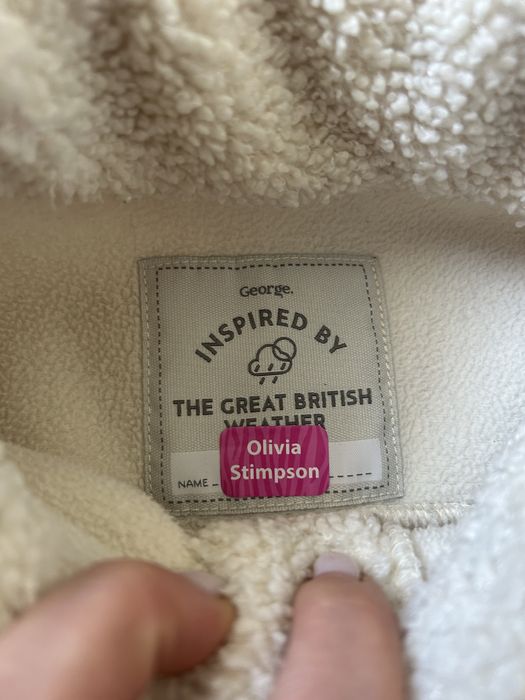 George.
INSPIRED BY
THE GREAT BRITISH
WEATHER
Olivia
Stimpson
NAME